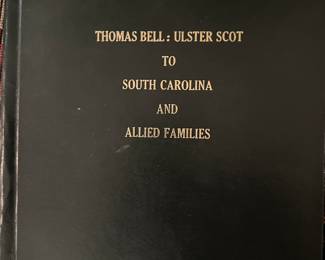 THOMAS BELL: ULSTER SCOT
TO
SOUTH CAROLINA
AND
ALLIED FAMILIES